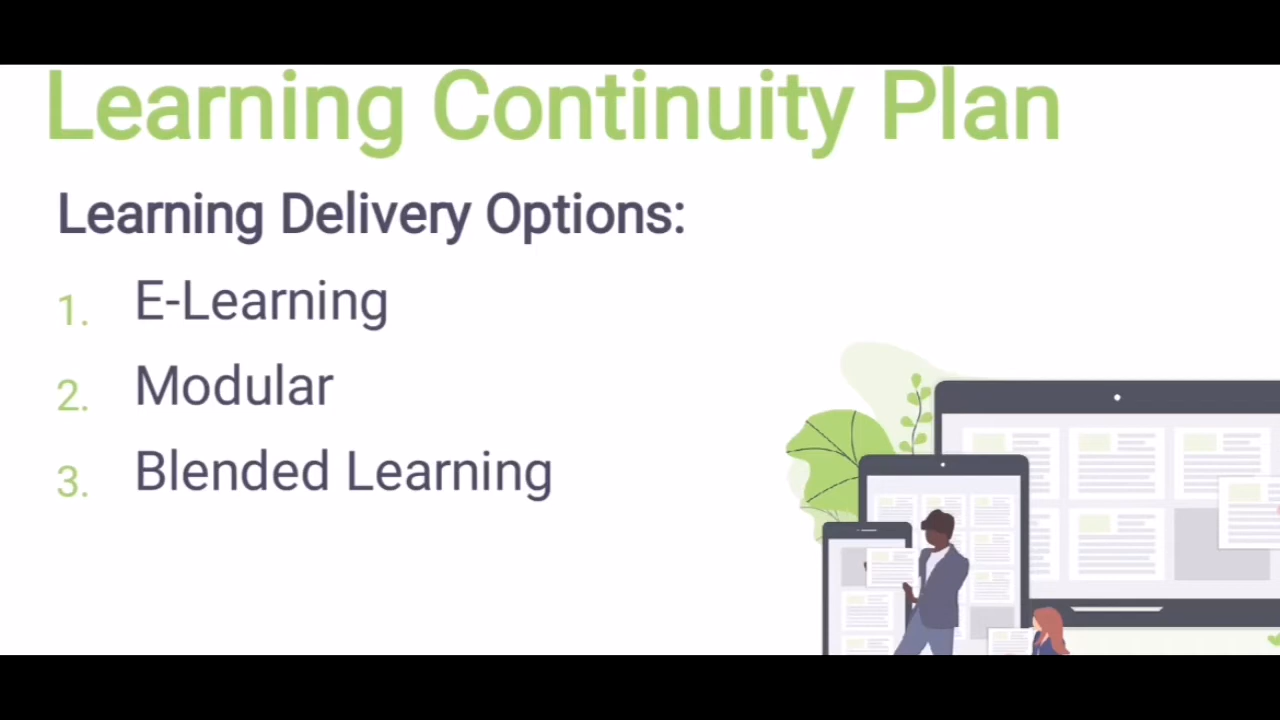 Learning Continuity Plan
Learning Delivery Options:
1. E-Learning
2. Modular
3. Blended Learning